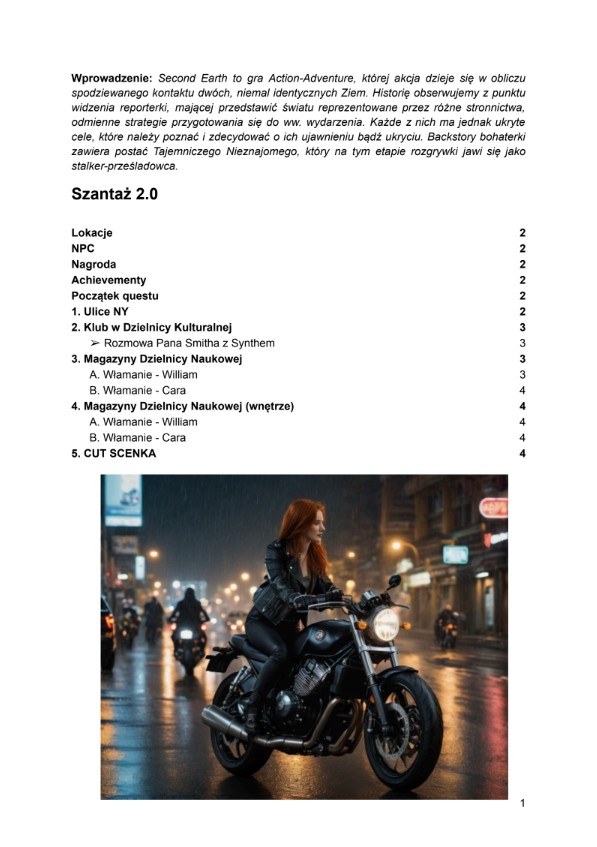 Wprowadzenie: Second Earth to gra Action-Adventure, której akcja dzieje się w obliczu
spodziewanego kontaktu dwóch, niemal identycznych Ziem. Historię obserwujemy z punktu
widzenia reporterki, mającej przedstawić światu reprezentowane przez różne stronnictwa,
odmienne strategie przygotowania się do ww. wydarzenia. Każde z nich ma jednak ukryte
cele, które należy poznać i zdecydować o ich ujawnieniu bądź ukryciu. Backstory bohaterki
zawiera postać Tajemniczego Nieznajomego, który na tym etapie rozgrywki jawi się jako
stalker-prześladowca.
Szantaż 2.0
Lokacje 2
NPC 2
Nagroda 2
Achievementy 2
Początek questu 2
1. Ulice NY 2
2. Klub w Dzielnicy Kulturalnej 3
➢ Rozmowa Pana Smitha z Synthem 3
3. Magazyny Dzielnicy Naukowej 3
A. Włamanie - William 3
B. Włamanie - Cara 4
4. Magazyny Dzielnicy Naukowej (wnętrze) 4
A. Włamanie - William 4
B. Włamanie - Cara 4
5. CUT SCENKA 4
1